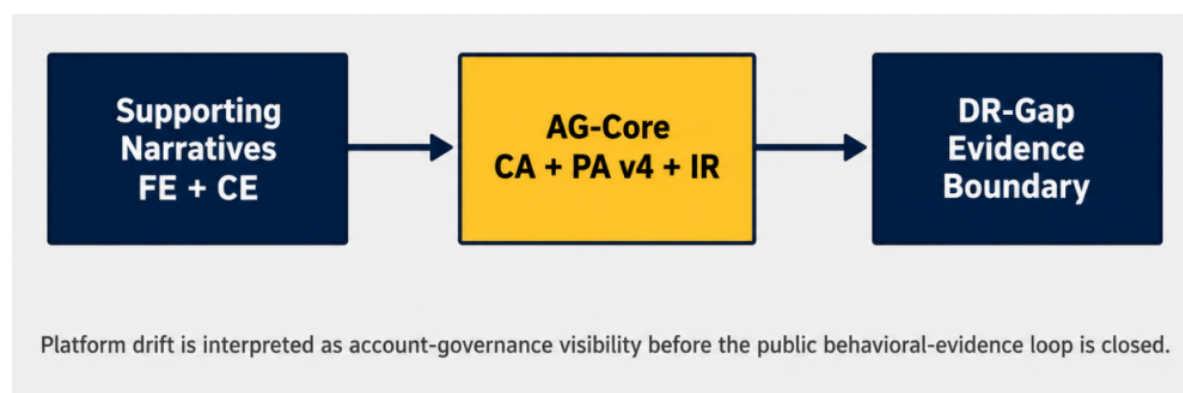 Supporting
Narratives
FE + CE
AG-Core
CA + PA v4 + IR
DR-Gap
Evidence
Boundary
Platform drift is interpreted as account-governance visibility before the public behavioral-evidence loop is closed.